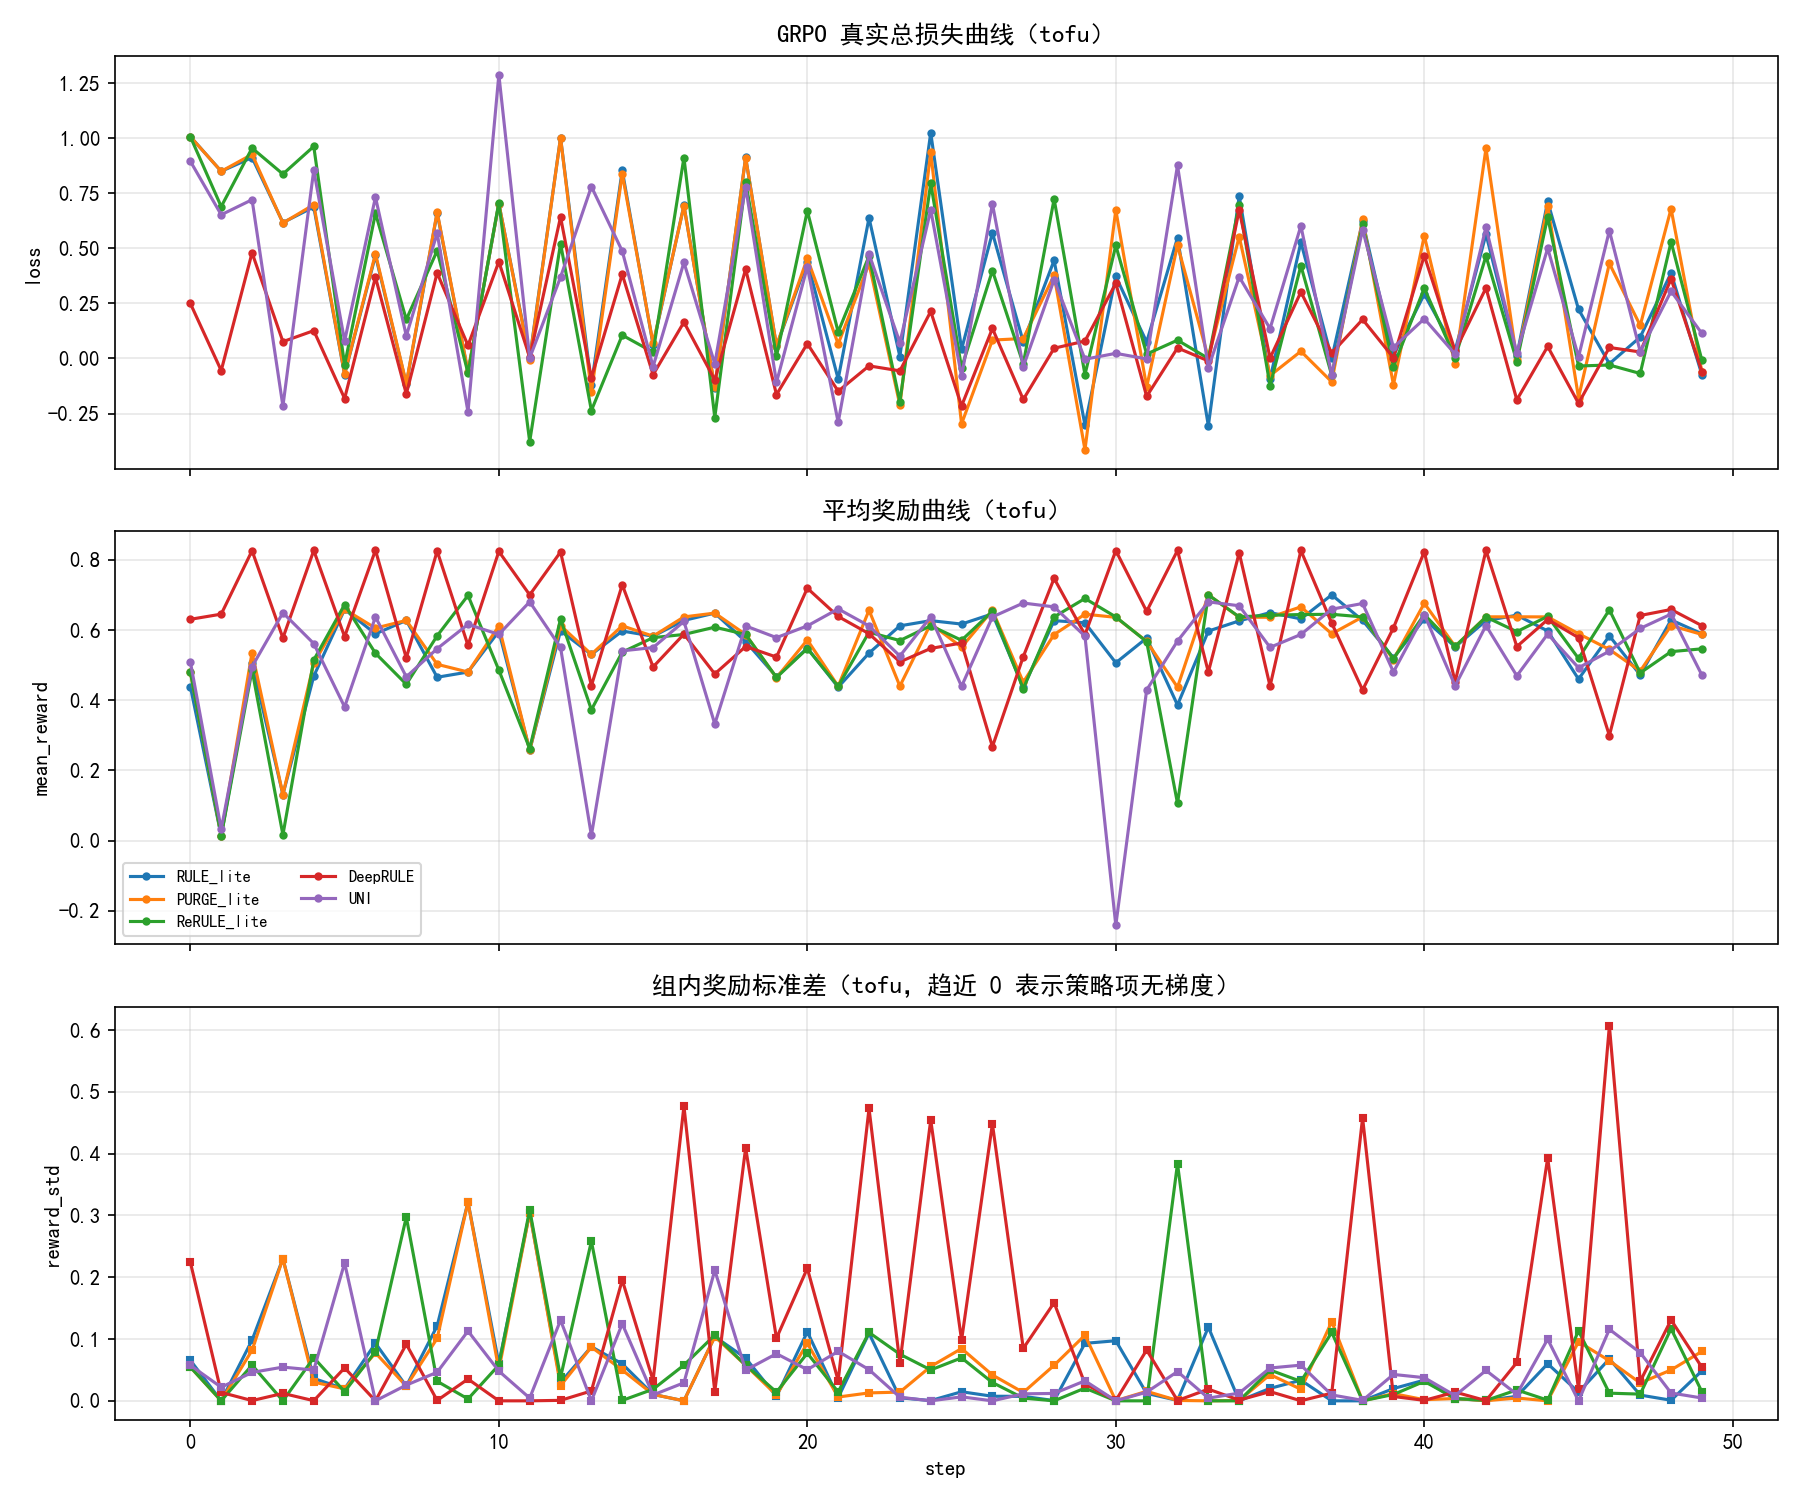 GRPO 真实总损失曲线（tofu）
1.25
1.00
0.75
0.50
0.25
0.00
−0.25
loss
平均奖励曲线（tofu）
0.8
0.6
0.4
0.2
0.0
−0.2
mean_reward
RULE_lite
PURGE_lite
ReRULE_lite
DeepRULE
UNI
组内奖励标准差（tofu，趋近 0 表示策略项无梯度）
0.6
0.5
0.4
0.3
0.2
0.1
0.0
reward_std
0 10 20 30 40 50
step